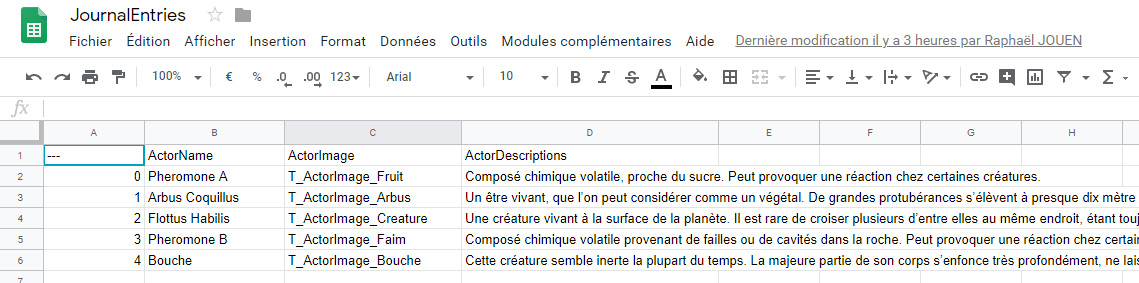 JournalEntries
Fichier Édition Afficher Insertion Format Données Outils Modules complémentaires Aide Dernière modification il y a 3 heures par Raphaël JOUEN
100% € % .0 .00 123 Arial 10 B I S A Σ
fx
A B C D E F G H
1 --- ActorName ActorImage ActorDescriptions
2 0 Pheromone A T_ActorImage_Fruit Composé chimique volatile, proche du sucre. Peut provoquer une réaction chez certaines créatures.
3 1 Arbus Coquillus T_ActorImage_Arbus Un être vivant, que l’on peut considérer comme un végétal. De grandes protubérances s’élèvent à presque dix mètre
4 2 Flottus Habilis T_ActorImage_Creature Une créature vivant à la surface de la planète. Il est rare de croiser plusieurs d’entre elles au même endroit, étant touj
5 3 Pheromone B T_ActorImage_Faim Composé chimique volatile provenant de failles ou de cavités dans la roche. Peut provoquer une réaction chez certain
6 4 Bouche T_ActorImage_Bouche Cette créature semble inerte la plupart du temps. La majeure partie de son corps s’enfonce très profondément, ne lais
7